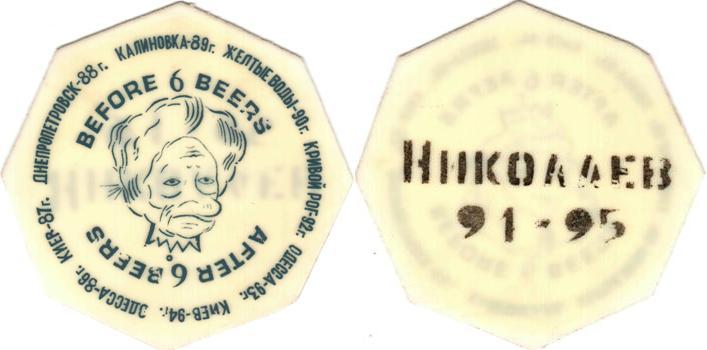 ОДЕССА-86г. КИЕВ-87г. ДНЕПРОПЕТРОВСК-88г. КАЛИНОВКА-89г. ЖЕЛТЫЕ ВОДЫ-90г. КРИВОЙ РОГ-92г. ОДЕССА-93г. КИЕВ-94г.
BEFORE 6 BEERS
AFTER 6 BEERS
НИКОЛАЕВ
91-95